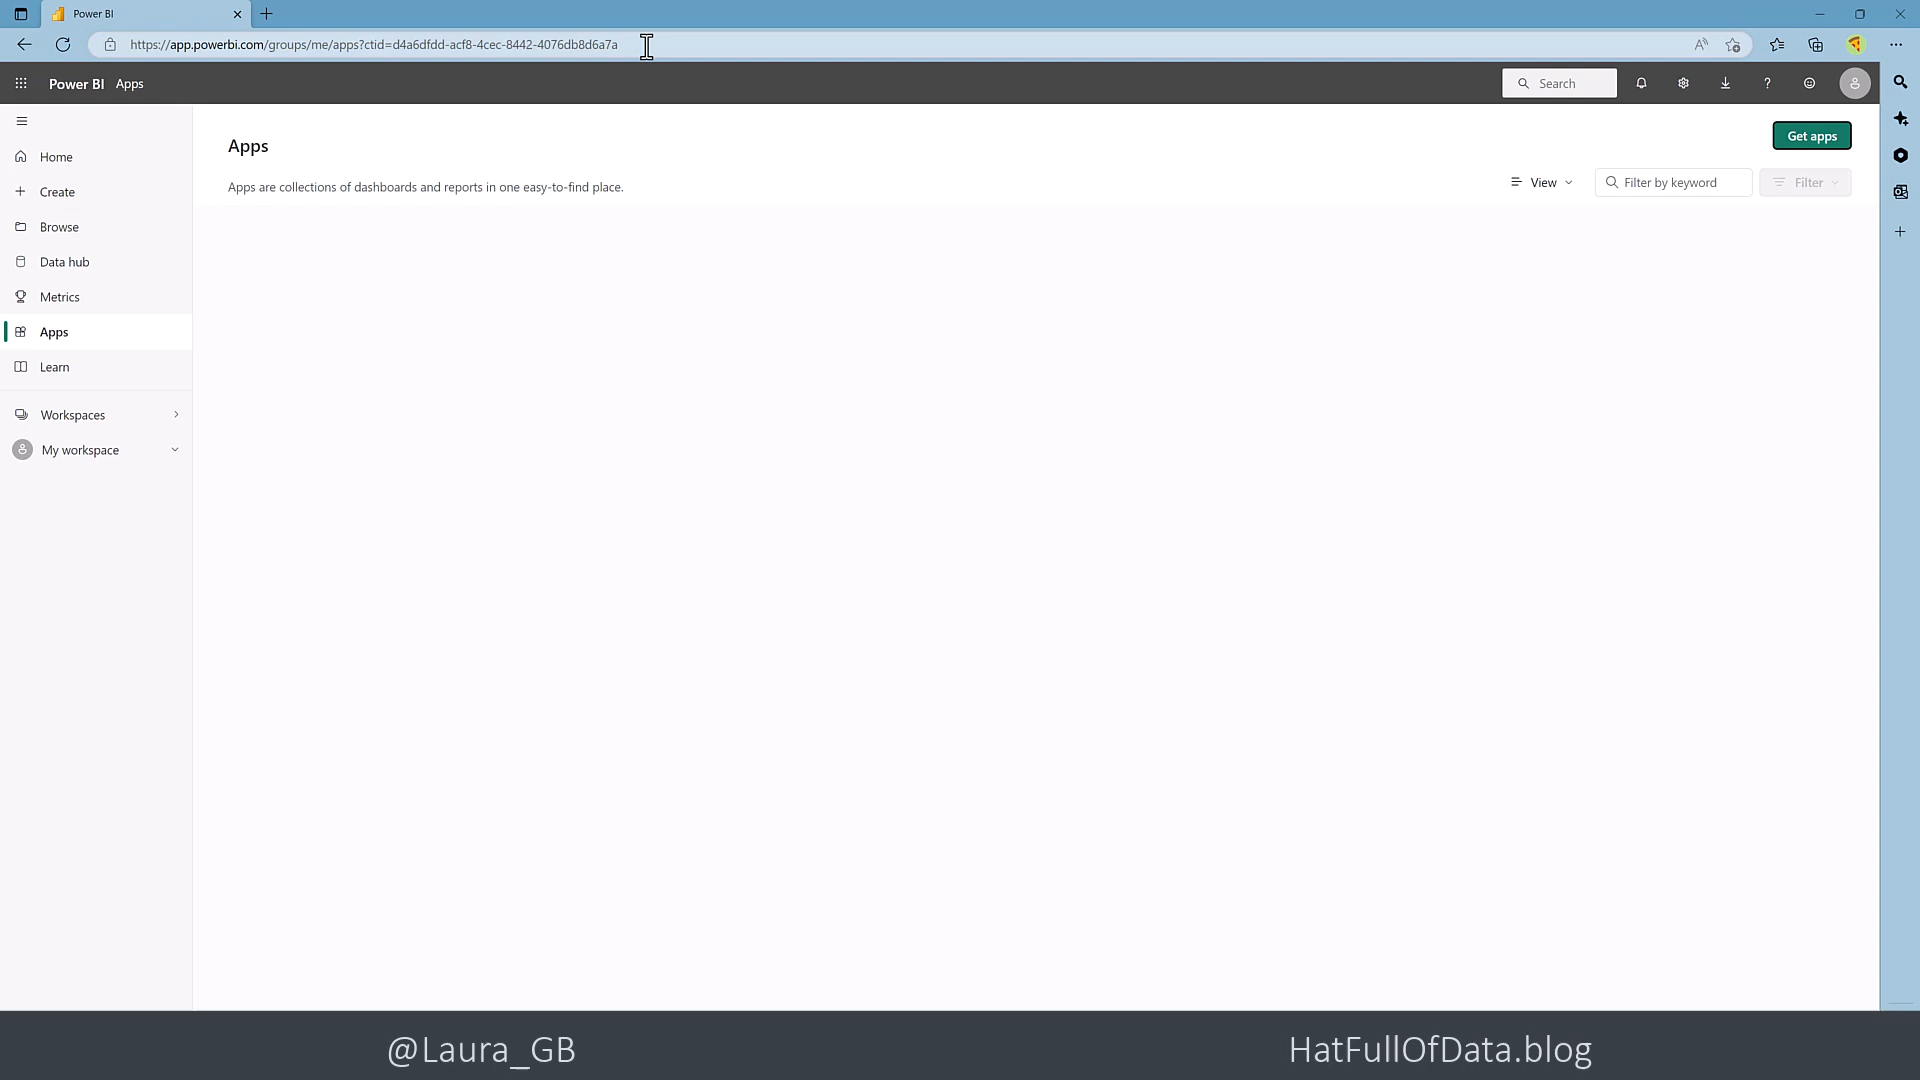 Power BI
https://app.powerbi.com/groups/me/apps?ctid=d4a6dfdd-acf8-4cec-8442-4076db8d6a7a
Power BI Apps
Search
Home
Create
Browse
Data hub
Metrics
Apps
Learn
Workspaces
My workspace
Apps
Get apps
Apps are collections of dashboards and reports in one easy-to-find place.
View
Filter by keyword
Filter
@Laura_GB
HatFullOfData.blog